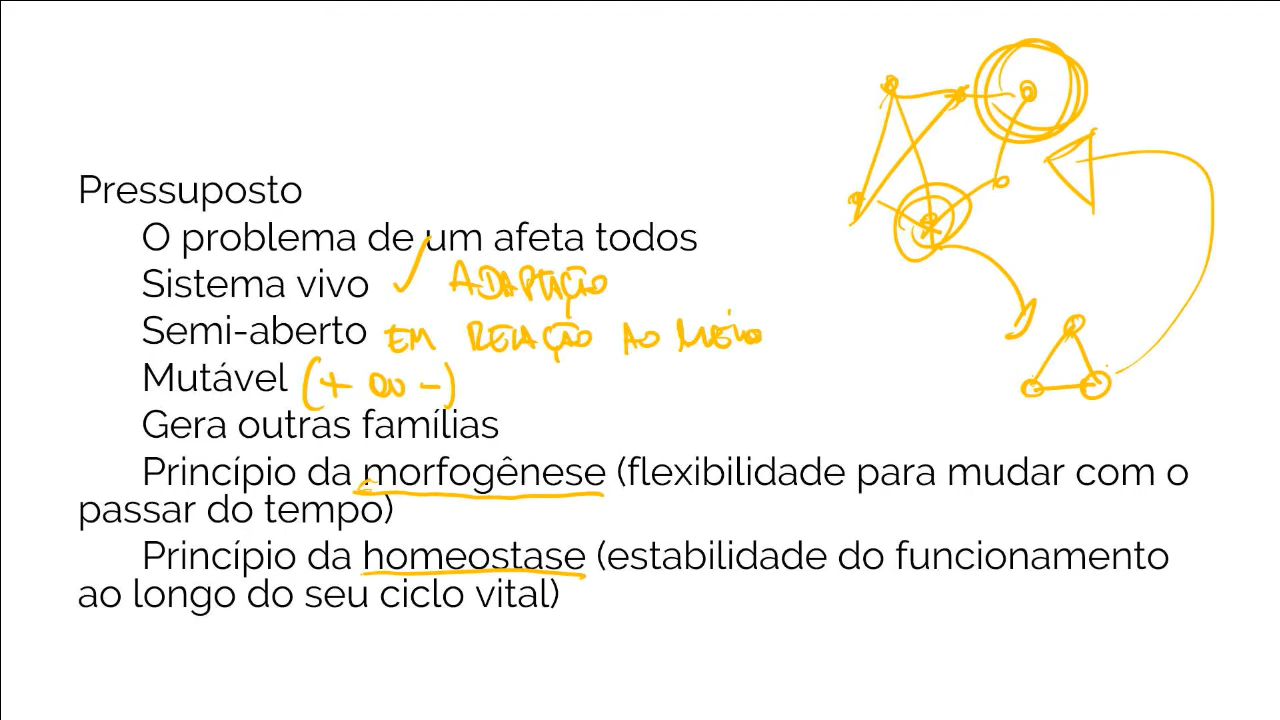 Pressuposto
O problema de um afeta todos
Sistema vivo ADAPTAÇÃO
Semi-aberto EM RELAÇÃO AO MEIO
Mutável (+ ou -)
Gera outras famílias
Princípio da morfogênese (flexibilidade para mudar com o
passar do tempo)
Princípio da homeostase (estabilidade do funcionamento
ao longo do seu ciclo vital)